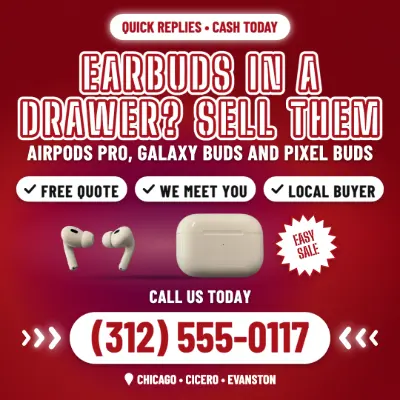 QUICK REPLIES • CASH TODAY
EARBUDS IN A
DRAWER? SELL THEM
AIRPODS PRO, GALAXY BUDS AND PIXEL BUDS
✓ FREE QUOTE ✓ WE MEET YOU ✓ LOCAL BUYER
EASY
SALE
CALL US TODAY
(312) 555-0117
CHICAGO • CICERO • EVANSTON